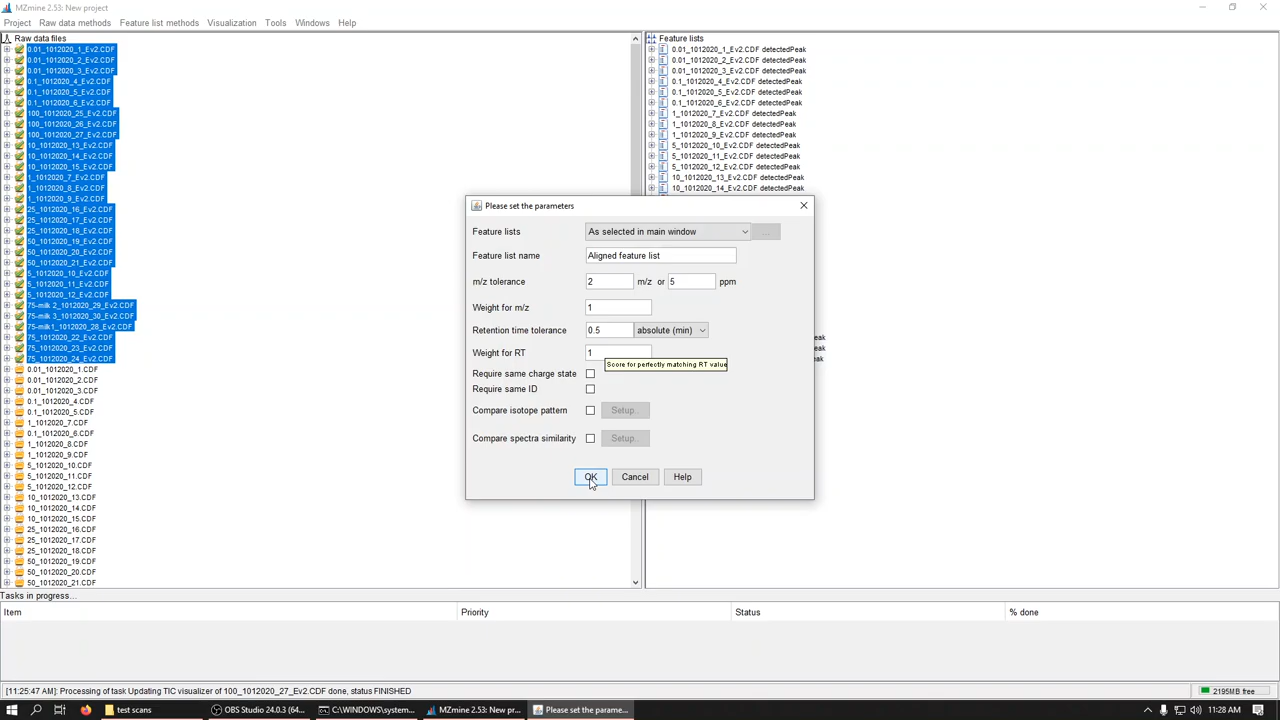 MZmine 2.53: New project
Project Raw data methods Feature list methods Visualization Tools Windows Help
Raw data files
0.01_1012020_1_Ev2.CDF
0.01_1012020_2_Ev2.CDF
0.01_1012020_3_Ev2.CDF
0.1_1012020_4_Ev2.CDF
0.1_1012020_5_Ev2.CDF
0.1_1012020_6_Ev2.CDF
100_1012020_25_Ev2.CDF
100_1012020_26_Ev2.CDF
100_1012020_27_Ev2.CDF
10_1012020_13_Ev2.CDF
10_1012020_14_Ev2.CDF
10_1012020_15_Ev2.CDF
1_1012020_7_Ev2.CDF
1_1012020_8_Ev2.CDF
1_1012020_9_Ev2.CDF
25_1012020_16_Ev2.CDF
25_1012020_17_Ev2.CDF
25_1012020_18_Ev2.CDF
50_1012020_19_Ev2.CDF
50_1012020_20_Ev2.CDF
50_1012020_21_Ev2.CDF
5_1012020_10_Ev2.CDF
5_1012020_11_Ev2.CDF
5_1012020_12_Ev2.CDF
75-milk 2_1012020_29_Ev2.CDF
75-milk 3_1012020_30_Ev2.CDF
75-milk1_1012020_28_Ev2.CDF
75_1012020_22_Ev2.CDF
75_1012020_23_Ev2.CDF
75_1012020_24_Ev2.CDF
0.01_1012020_1.CDF
0.01_1012020_2.CDF
0.01_1012020_3.CDF
0.1_1012020_4.CDF
0.1_1012020_5.CDF
1_1012020_7.CDF
0.1_1012020_6.CDF
1_1012020_8.CDF
1_1012020_9.CDF
5_1012020_10.CDF
5_1012020_11.CDF
5_1012020_12.CDF
10_1012020_13.CDF
10_1012020_14.CDF
10_1012020_15.CDF
25_1012020_16.CDF
25_1012020_17.CDF
25_1012020_18.CDF
50_1012020_19.CDF
50_1012020_20.CDF
50_1012020_21.CDF
Feature lists
0.01_1012020_1_Ev2.CDF detectedPeak
0.01_1012020_2_Ev2.CDF detectedPeak
0.01_1012020_3_Ev2.CDF detectedPeak
0.1_1012020_4_Ev2.CDF detectedPeak
0.1_1012020_5_Ev2.CDF detectedPeak
0.1_1012020_6_Ev2.CDF detectedPeak
1_1012020_7_Ev2.CDF detectedPeak
1_1012020_8_Ev2.CDF detectedPeak
1_1012020_9_Ev2.CDF detectedPeak
5_1012020_10_Ev2.CDF detectedPeak
5_1012020_11_Ev2.CDF detectedPeak
5_1012020_12_Ev2.CDF detectedPeak
10_1012020_13_Ev2.CDF detectedPeak
10_1012020_14_Ev2.CDF detectedPeak
eak
eak
ak
Please set the parameters
Feature lists As selected in main window ...
Feature list name Aligned feature list
m/z tolerance 2 m/z or 5 ppm
Weight for m/z 1
Retention time tolerance 0.5 absolute (min)
Weight for RT 1
Score for perfectly matching RT value
Require same charge state
Require same ID
Compare isotope pattern Setup..
Compare spectra similarity Setup..
OK Cancel Help
Tasks in progress...
Item Priority Status % done
[11:25:47 AM]: Processing of task Updating TIC visualizer of 100_1012020_27_Ev2.CDF done, status FINISHED
2195MB free
test scans
OBS Studio 24.0.3 (64...
C:\WINDOWS\system...
MZmine 2.53: New pr...
Please set the parame...
11:28 AM